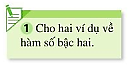 1 Cho hai ví dụ về
hàm số bậc hai.